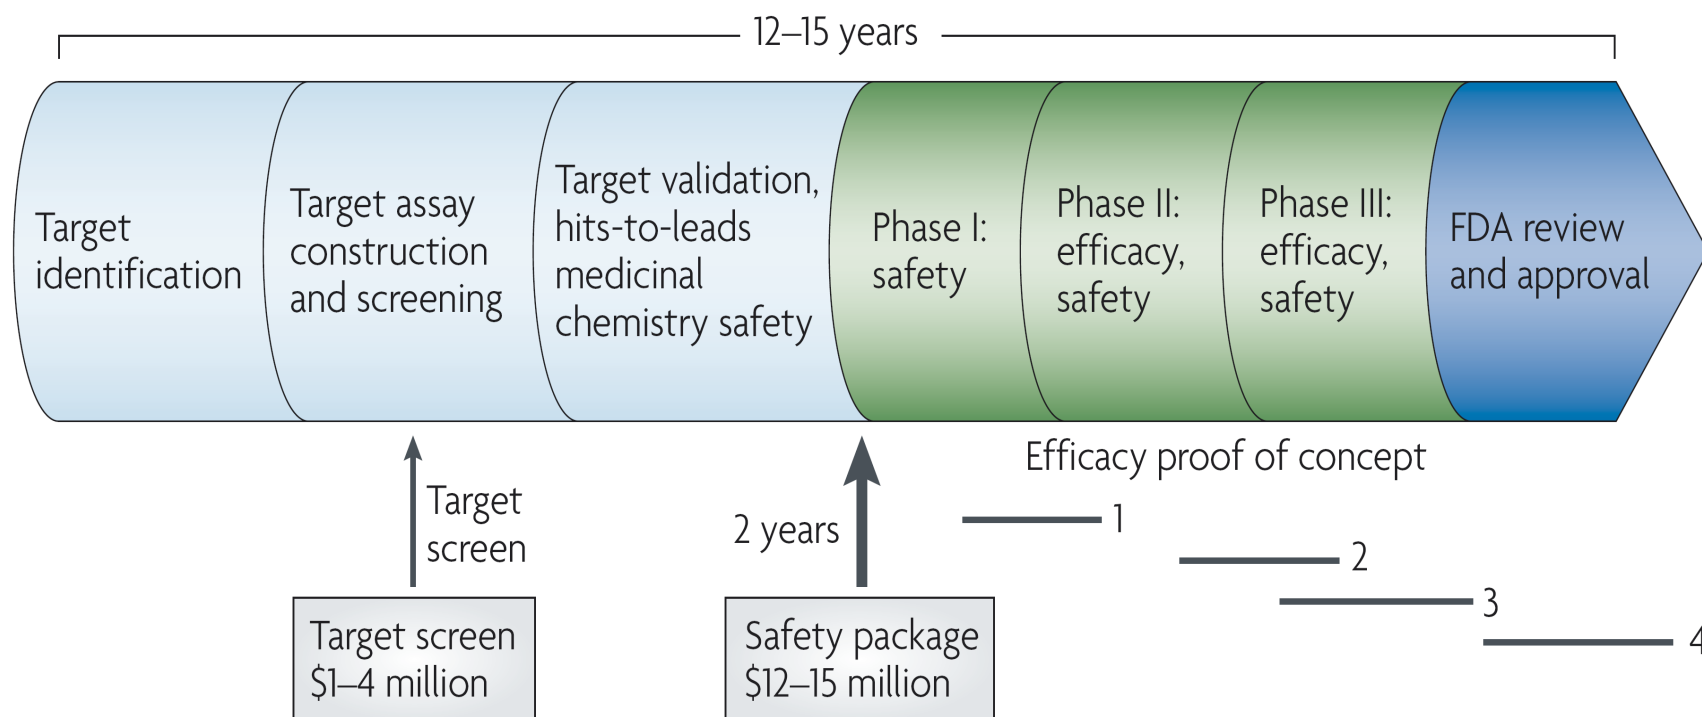 12–15 years
Target
identification
Target assay
construction
and screening
Target validation,
hits-to-leads
medicinal
chemistry safety
Phase I:
safety
Phase II:
efficacy,
safety
Phase III:
efficacy,
safety
FDA review
and approval
Target
screen
2 years
Efficacy proof of concept
1
2
3
4
Target screen
$1–4 million
Safety package
$12–15 million